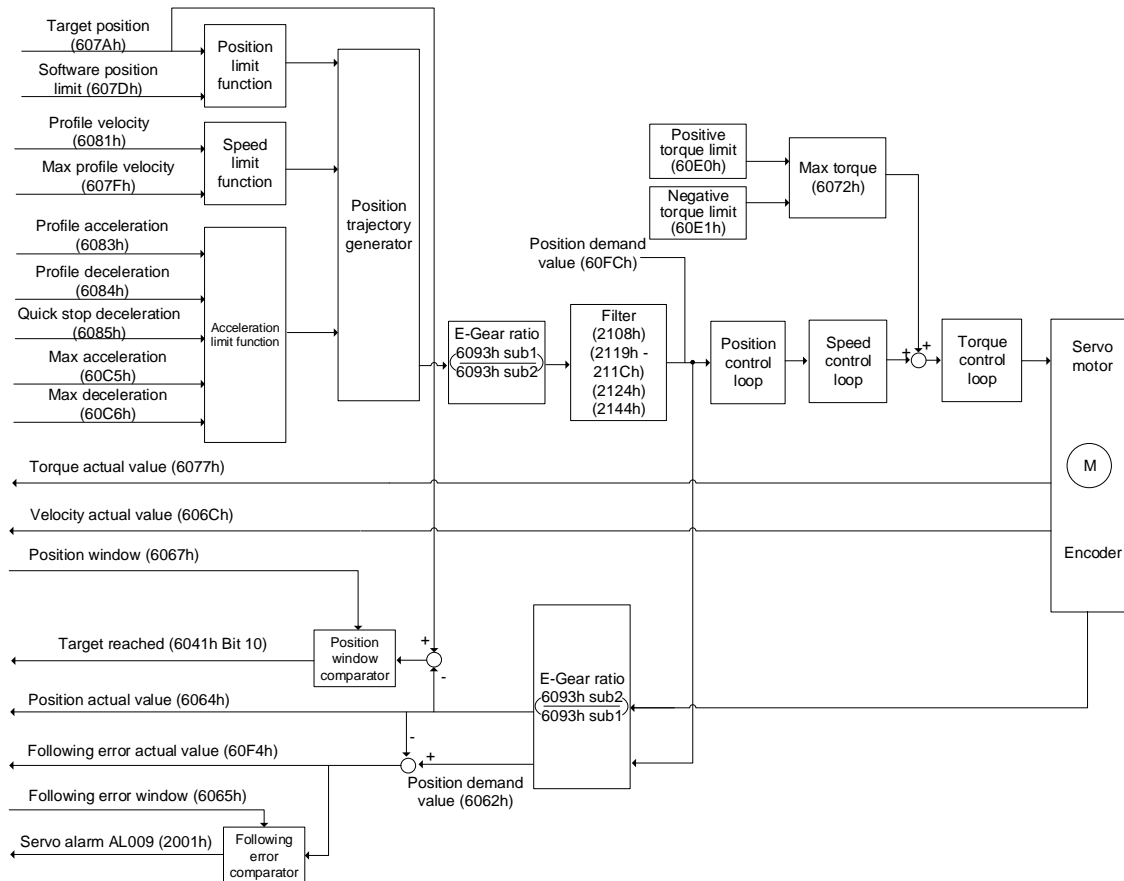 Target position
(607Ah)
Software position
limit (607Dh)
Position
limit
function
Profile velocity
(6081h)
Max profile velocity
(607Fh)
Speed
limit
function
Profile acceleration
(6083h)
Profile deceleration
(6084h)
Quick stop deceleration
(6085h)
Max acceleration
(60C5h)
Max deceleration
(60C6h)
Acceleration
limit function
Position
trajectory
generator
E-Gear ratio
(6093h sub1
6093h sub2)
Filter
(2108h)
(2119h -
211Ch)
(2124h)
(2144h)
Position demand
value (60FCh)
Positive
torque limit
(60E0h)
Negative
torque limit
(60E1h)
Max torque
(6072h)
Position
control
loop
Speed
control
loop
+
+
Torque
control
loop
Servo
motor
M
Encoder
Torque actual value (6077h)
Velocity actual value (606Ch)
Position window (6067h)
Target reached (6041h Bit 10)
Position
window
comparator
+
-
Position actual value (6064h)
E-Gear ratio
(6093h sub2
6093h sub1)
Following error actual value (60F4h)
-
+
Position demand
value (6062h)
Following error window (6065h)
Servo alarm AL009 (2001h)
Following
error
comparator